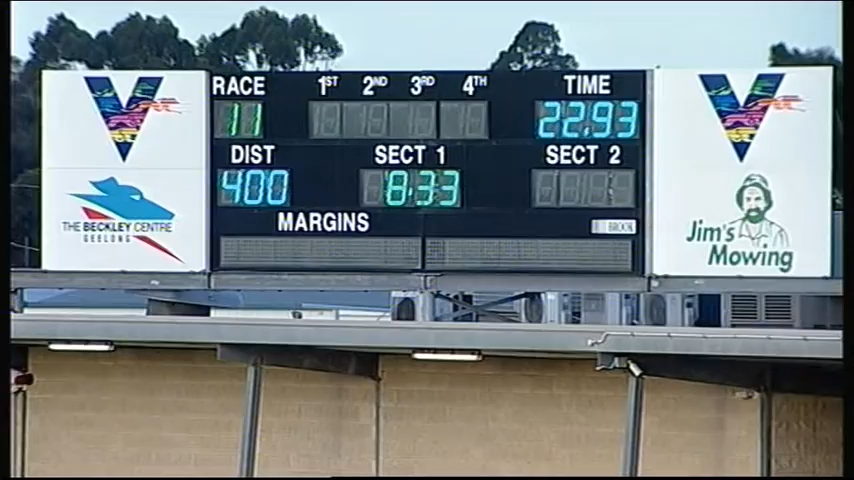 RACE 1ST 2ND 3RD 4TH TIME
11 22.93
DIST SECT 1 SECT 2
400 8.33
MARGINS
BROOK
V
THE BECKLEY CENTRE
GEELONG
V
Jim's
Mowing